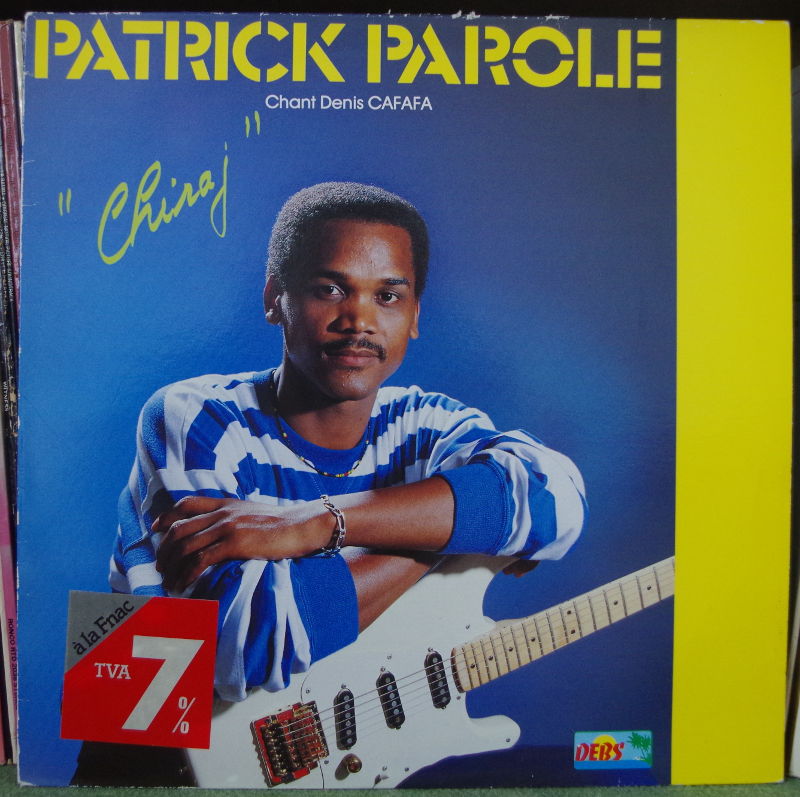 PATRICK PAROLE
Chant Denis CAFAFA
"Chiraj"
à la Fnac
TVA 7%
DEBS